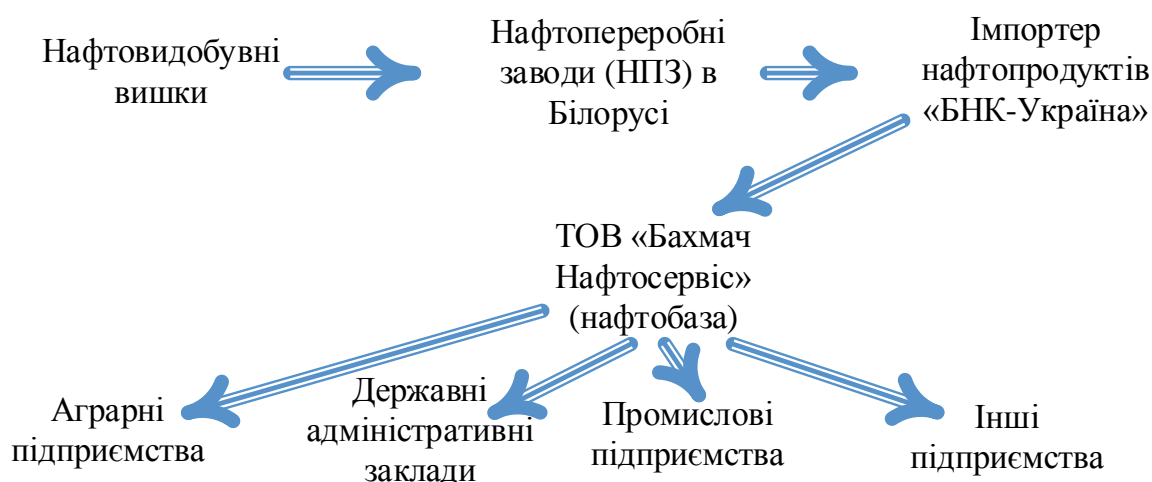 Нафтовидобувні
вишки
Нафтопереробні
заводи (НПЗ) в
Білорусі
Імпортер
нафтопродуктів
«БНК-Україна»
ТОВ «Бахмач
Нафтосервіс»
(нафтобаза)
Аграрні
підприємства
Державні
адміністративні
заклади
Промислові
підприємства
Інші
підприємства